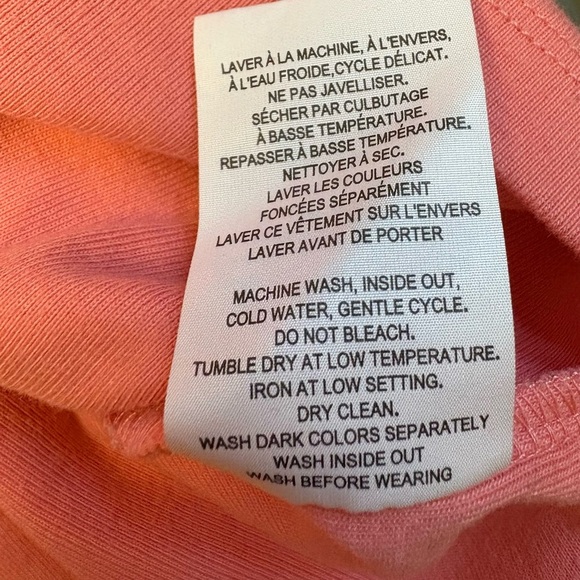 LAVER À LA MACHINE, À L'ENVERS,
À L'EAU FROIDE,CYCLE DÉLICAT.
NE PAS JAVELLISER.
SÉCHER PAR CULBUTAGE
À BASSE TEMPÉRATURE.
REPASSER À BASSE TEMPÉRATURE.
NETTOYER À SEC.
LAVER LES COULEURS
FONCÉES SÉPARÉMENT
LAVER CE VÊTEMENT SUR L'ENVERS
LAVER AVANT DE PORTER
MACHINE WASH, INSIDE OUT,
COLD WATER, GENTLE CYCLE.
DO NOT BLEACH.
TUMBLE DRY AT LOW TEMPERATURE.
IRON AT LOW SETTING.
DRY CLEAN.
WASH DARK COLORS SEPARATELY
WASH INSIDE OUT
WASH BEFORE WEARING